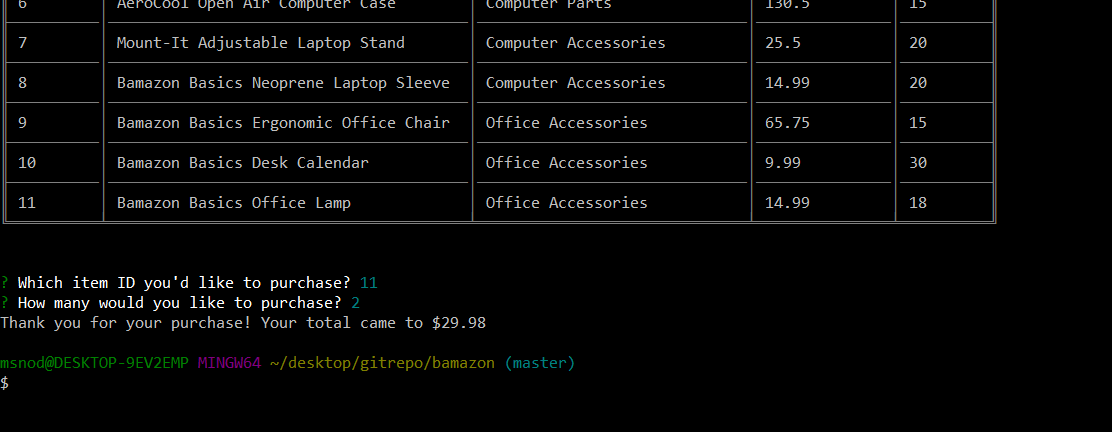 6 AeroCool Open Air Computer Case Computer Parts 130.5 15
7 Mount-It Adjustable Laptop Stand Computer Accessories 25.5 20
8 Bamazon Basics Neoprene Laptop Sleeve Computer Accessories 14.99 20
9 Bamazon Basics Ergonomic Office Chair Office Accessories 65.75 15
10 Bamazon Basics Desk Calendar Office Accessories 9.99 30
11 Bamazon Basics Office Lamp Office Accessories 14.99 18
? Which item ID you'd like to purchase? 11
? How many would you like to purchase? 2
Thank you for your purchase! Your total came to $29.98
msnod@DESKTOP-9EV2EMP MINGW64 ~/desktop/gitrepo/bamazon (master)
$